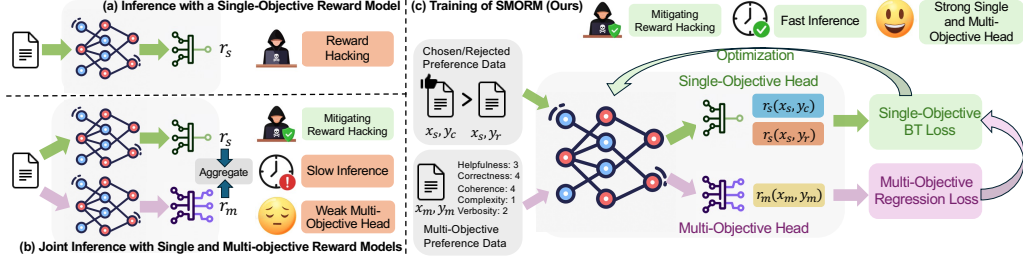 (a) Inference with a Single-Objective Reward Model
r_s
Reward
Hacking
r_s
Aggregate
r_m
Mitigating
Reward Hacking
Slow Inference
Weak Multi-
Objective Head
(b) Joint Inference with Single and Multi-objective Reward Models
(c) Training of SMORM (Ours)
Mitigating
Reward Hacking
Fast Inference
Strong Single
and Multi-
Objective Head
Chosen/Rejected
Preference Data
>
x_s, y_c
x_s, y_r
x_m, y_m
Helpfulness: 3
Correctness: 4
Coherence: 4
Complexity: 1
Verbosity: 2
Multi-Objective
Preference Data
Optimization
Single-Objective Head
r_s(x_s, y_c)
r_s(x_s, y_r)
Single-Objective
BT Loss
r_m(x_m, y_m)
Multi-Objective Head
Multi-Objective
Regression Loss